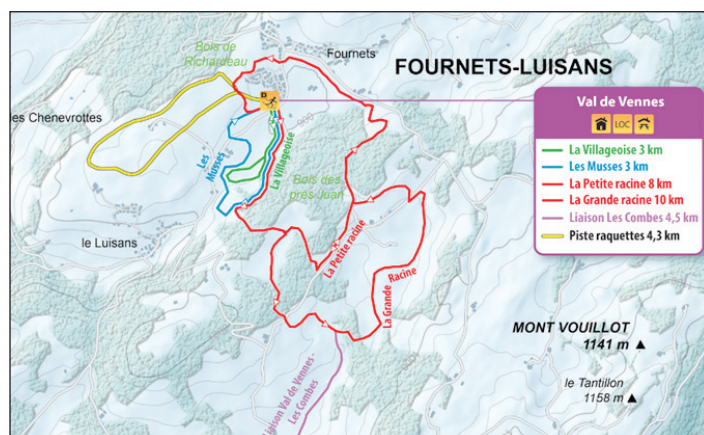 Bois de
Richardeau
Fournets
FOURNETS-LUISANS
D
es Chenevrottes
Les
Musses
La Villageoise
Bois des
prés Juan
le Luisans
La Petite racine
La Grande
Racine
Liaison Val de Vennes -
Les Combes
Val de Vennes
LOC
La Villageoise 3 km
Les Musses 3 km
La Petite racine 8 km
La Grande racine 10 km
Liaison Les Combes 4,5 km
Piste raquettes 4,3 km
MONT VOUILLOT
1141 m
le Tantillon
1158 m